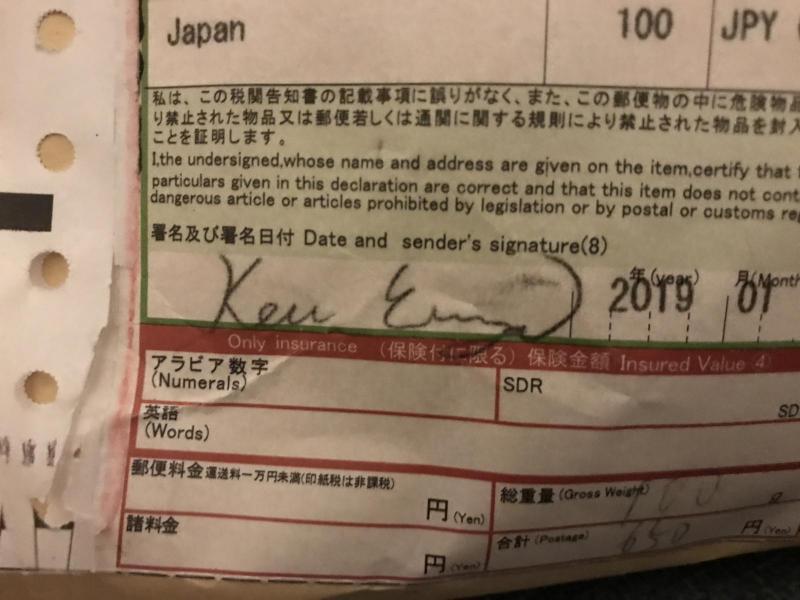 Japan 100 JPY
私は、この税関告知書の記載事項に誤りがなく、また、この郵便物の中に危険物品
り禁止された物品又は郵便若しくは通関に関する規則により禁止された物品を封入
ことを証明します。
I,the undersigned,whose name and address are given on the item,certify that
particulars given in this declaration are correct and that this item does not cont
dangerous article or articles prohibited by legislation or by postal or customs reg
署名及び署名日付 Date and sender's signature(8)
年(year) 月(Month
Ken 2019 01
Only insurance (保険付に限る) 保険金額 Insured Value (4)
アラビア数字
(Numerals) SDR
SD
英語
(Words)
郵便料金 運送料一万円未満(印紙税は非課税)
円(Yen)
総重量(Gross Weight) 100 g
諸料金
円(Yen)
合計(Postage) 650 円(Yen)